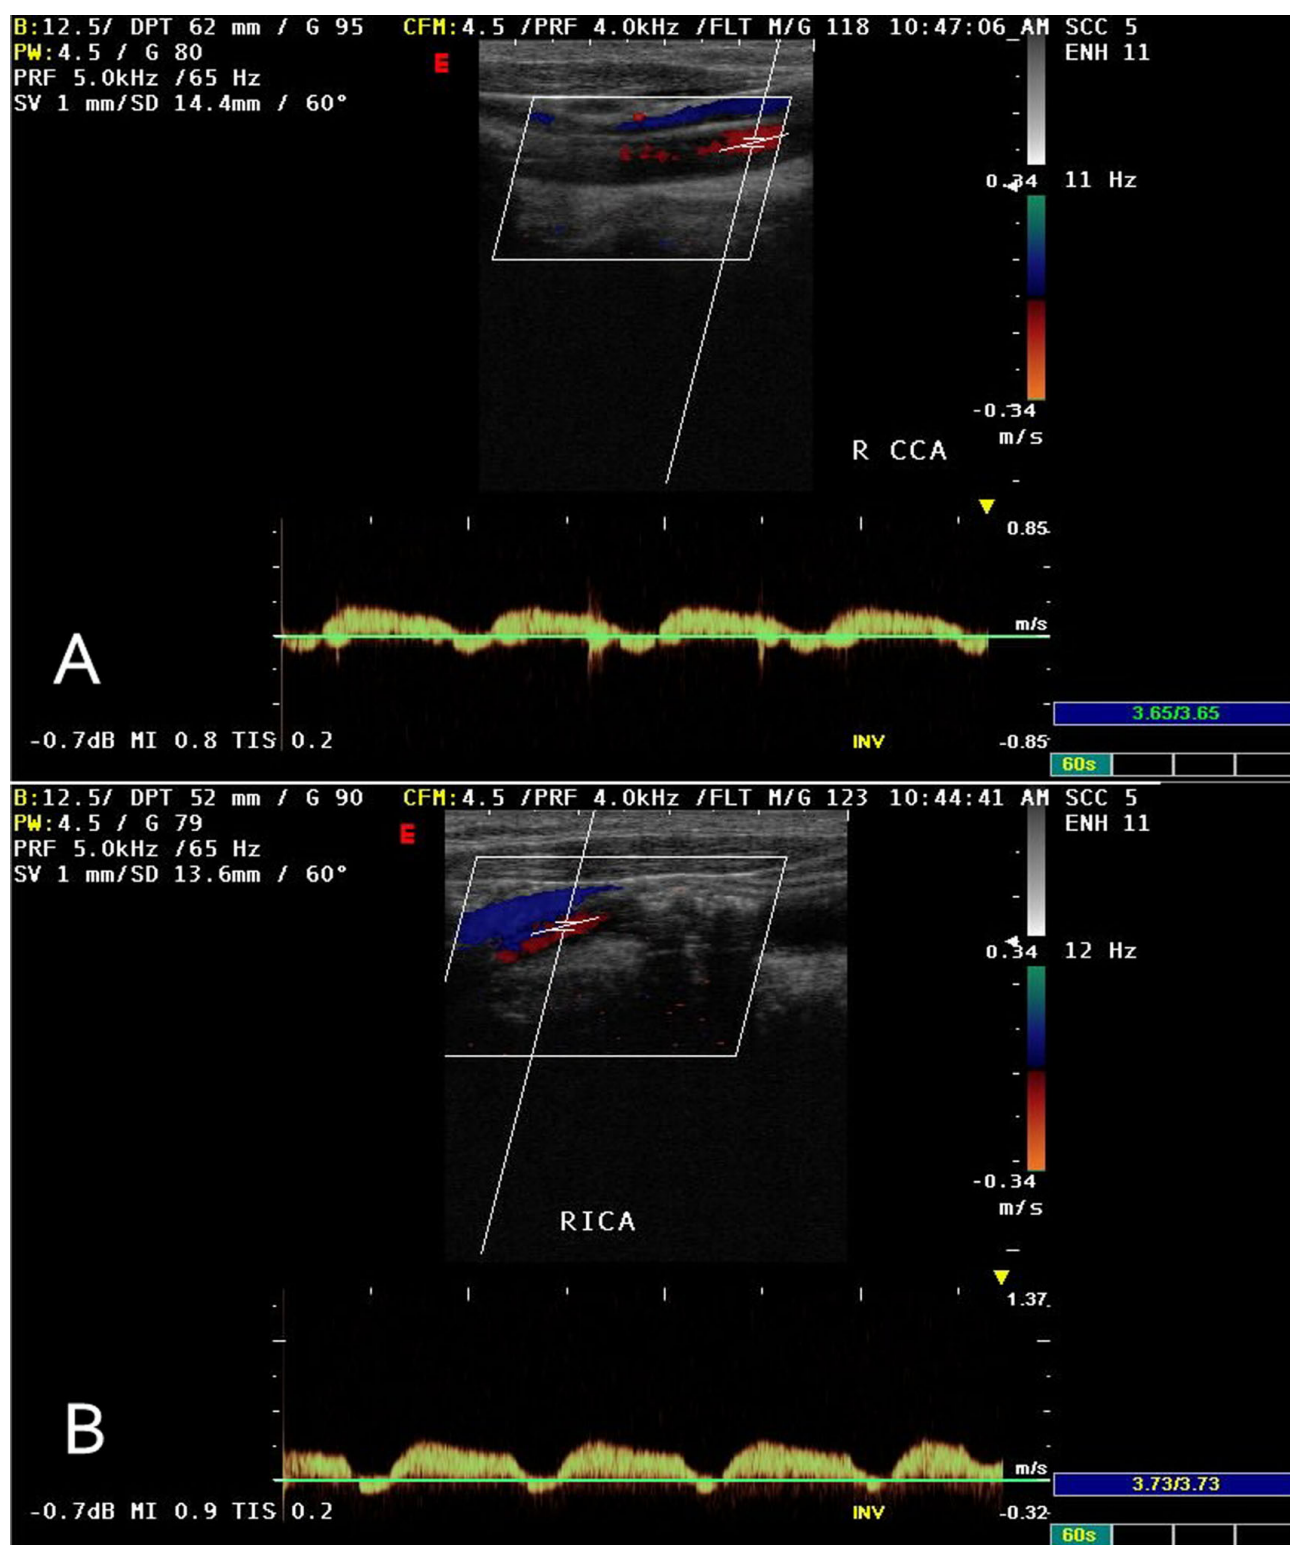 B:12.5/ DPT 62 mm / G 95 CFM:4.5 /PRF 4.0kHz /FLT M/G 118 10:47:06 AM SCC 5
PW:4.5 / G 80 ENH 11
PRF 5.0kHz /65 Hz
SV 1 mm/SD 14.4mm / 60°
E
0.34 11 Hz
-0.34
m/s
R CCA
0.85
m/s
A
3.65/3.65
-0.7dB MI 0.8 TIS 0.2 INV -0.85
60s
B:12.5/ DPT 52 mm / G 90 CFM:4.5 /PRF 4.0kHz /FLT M/G 123 10:44:41 AM SCC 5
PW:4.5 / G 79 ENH 11
PRF 5.0kHz /65 Hz
SV 1 mm/SD 13.6mm / 60°
E
0.34 12 Hz
-0.34
m/s
RICA
1.37
B
m/s
3.73/3.73
-0.7dB MI 0.9 TIS 0.2 INV -0.32
60s